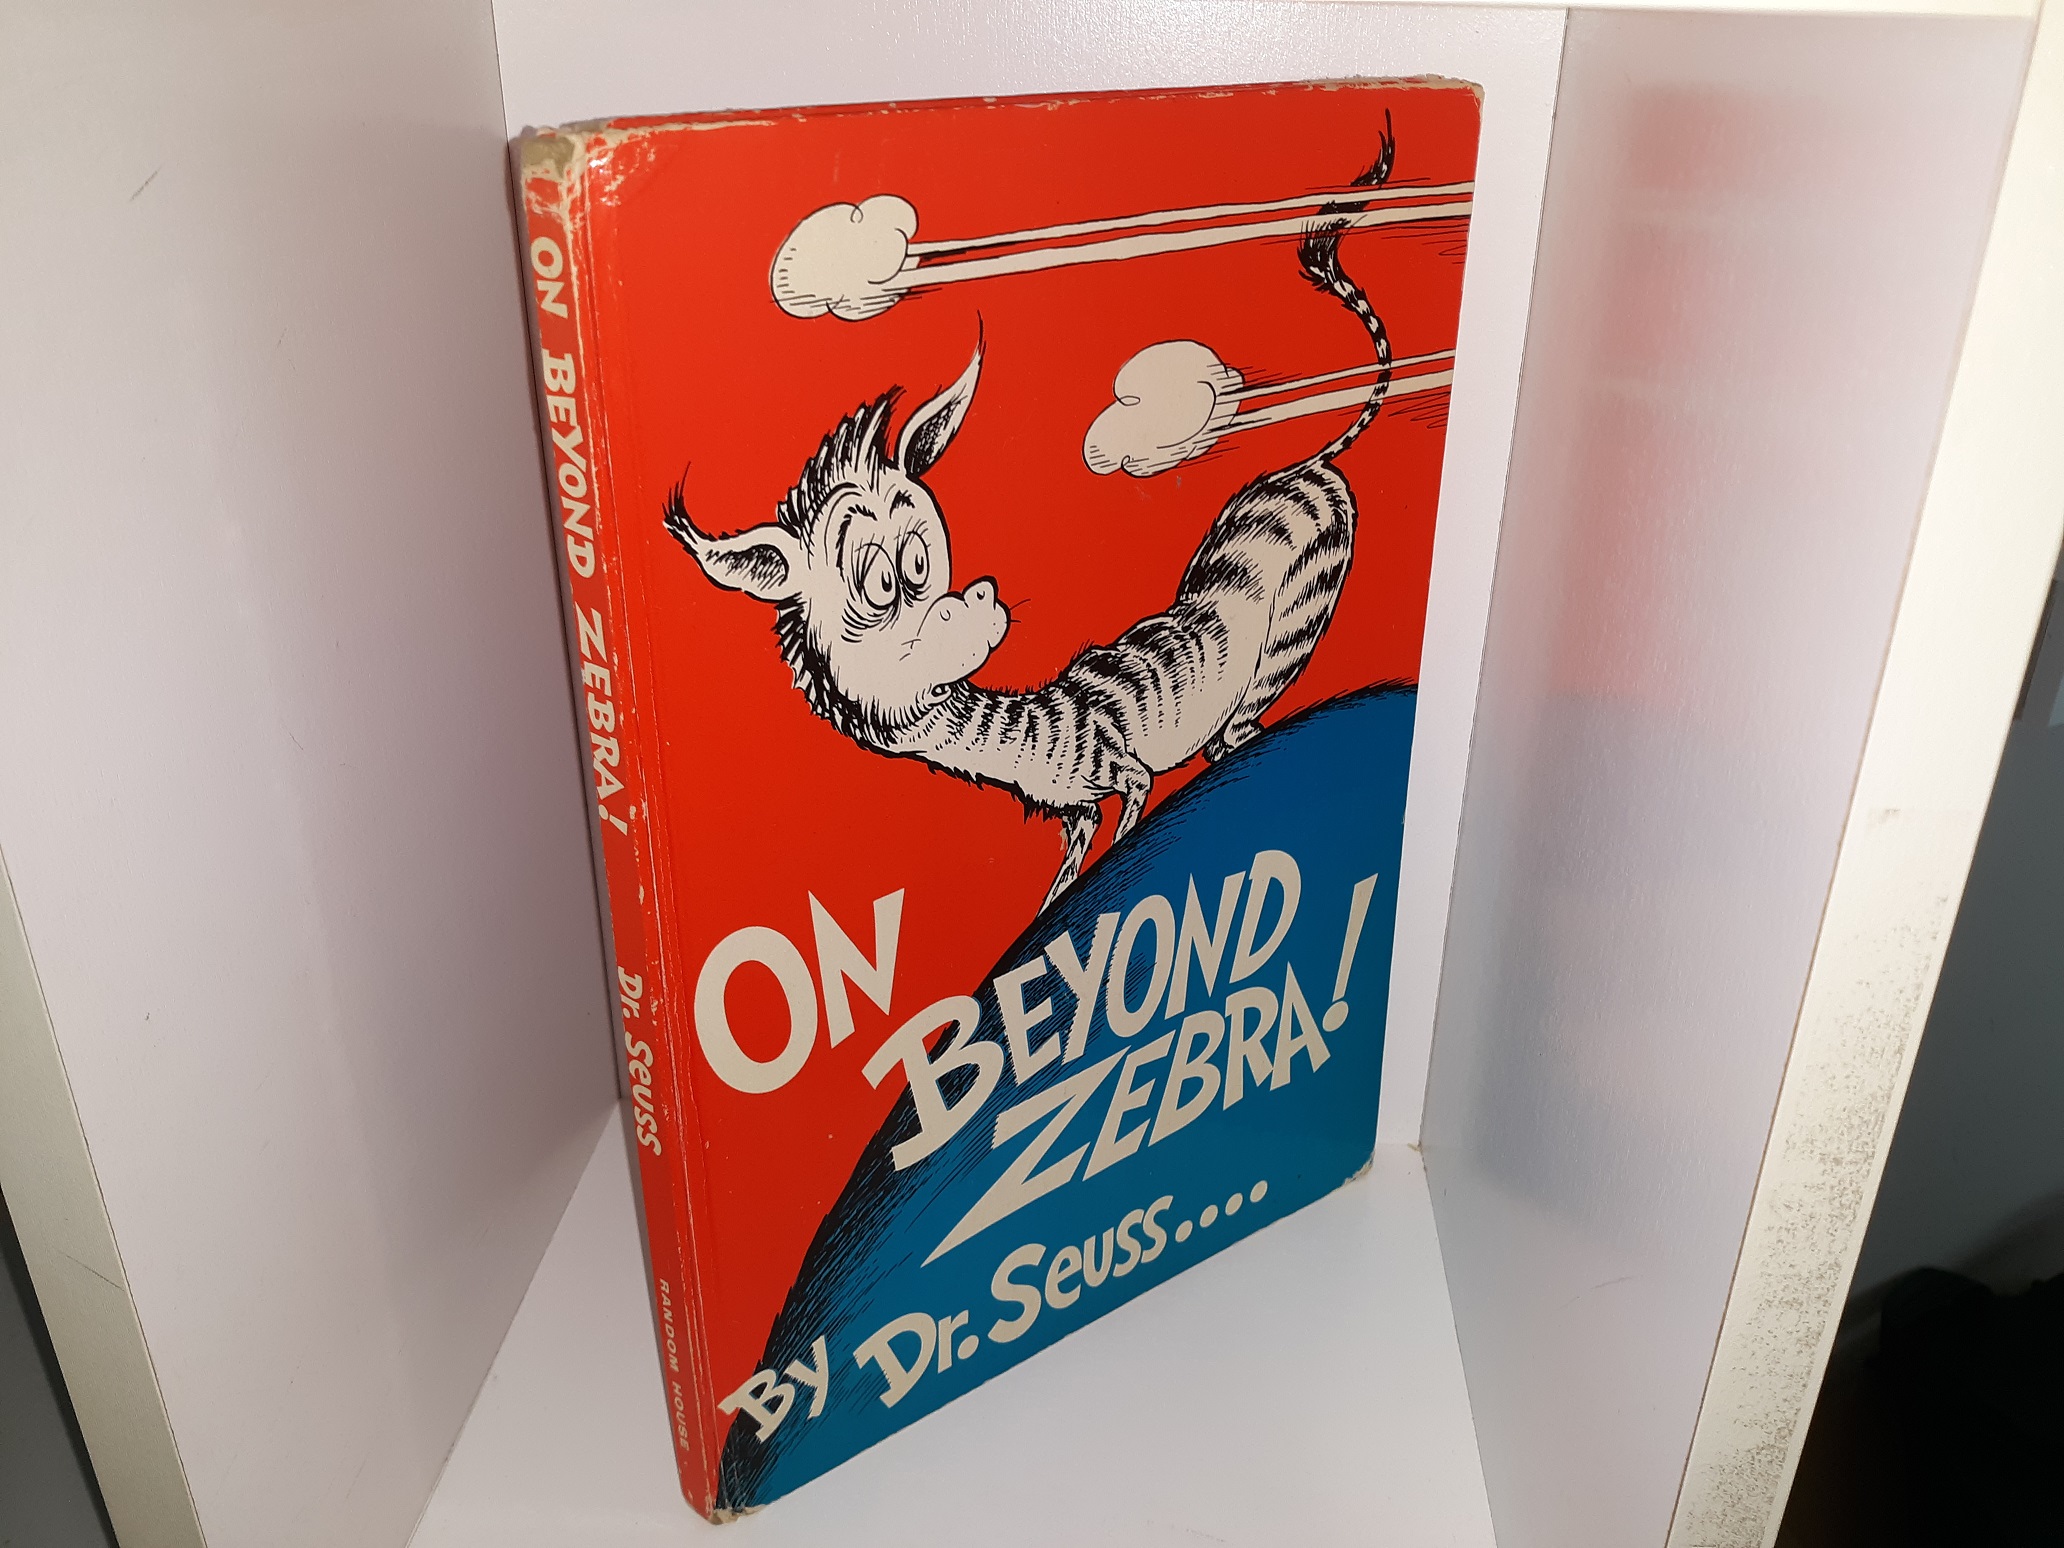 ON BEYOND ZEBRA! Dr. Seuss RANDOM HOUSE
ON
BEYOND
ZEBRA!
By Dr. Seuss....